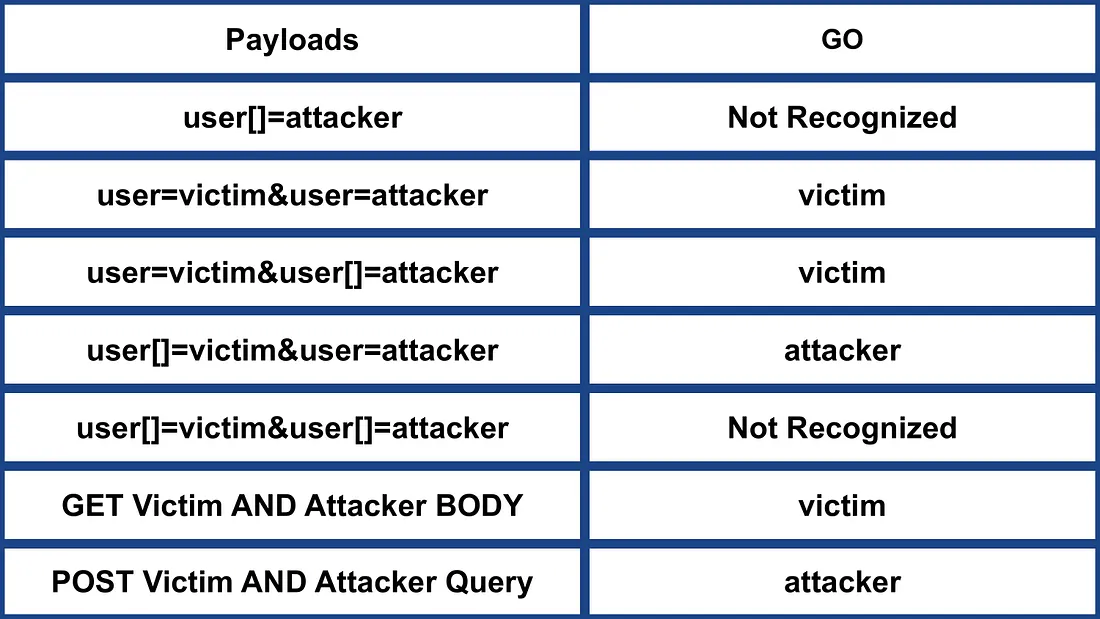 Payloads GO
user[]=attacker Not Recognized
user=victim&user=attacker victim
user=victim&user[]=attacker victim
user[]=victim&user=attacker attacker
user[]=victim&user[]=attacker Not Recognized
GET Victim AND Attacker BODY victim
POST Victim AND Attacker Query attacker